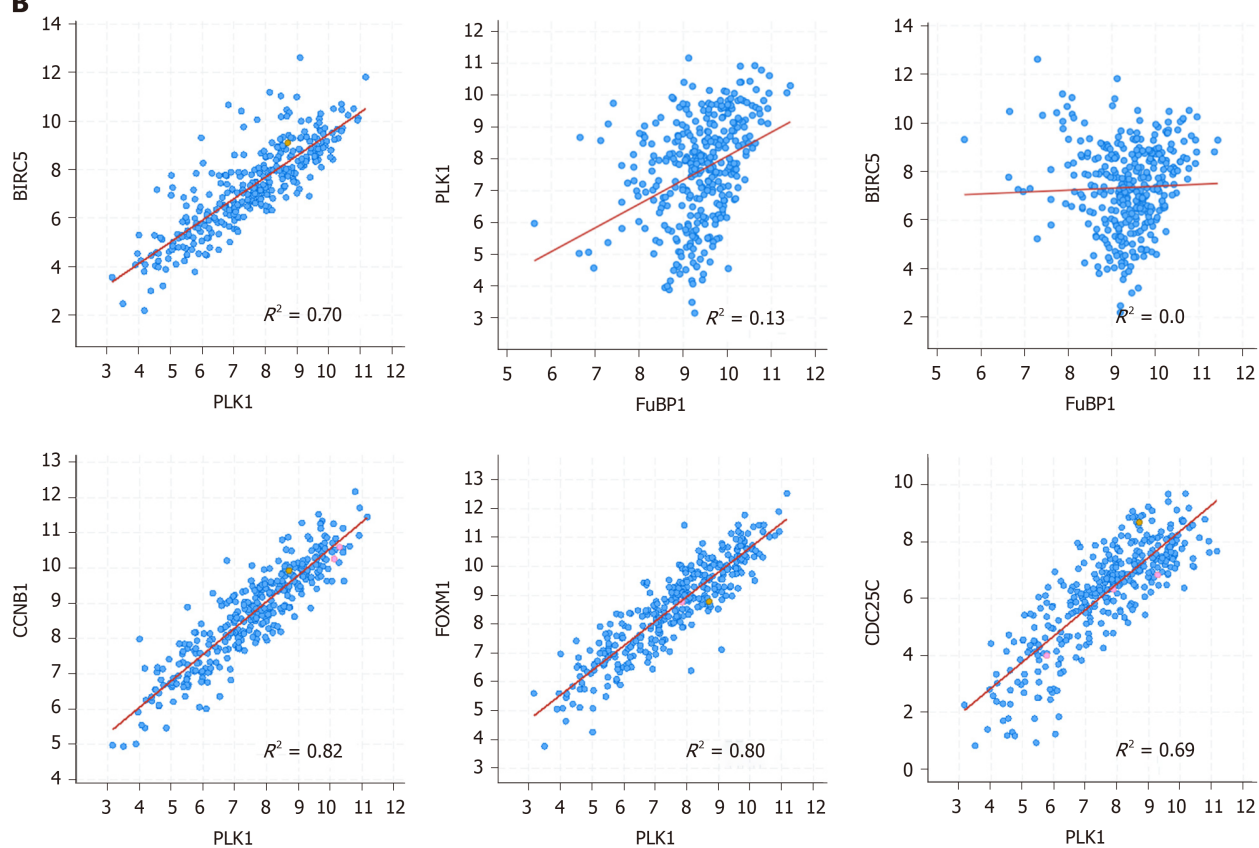 B
14
12
10
8
6
4
2
BIRC5
R² = 0.70
3 4 5 6 7 8 9 10 11 12
PLK1
12
11
10
9
8
7
6
5
4
3
PLK1
R² = 0.13
5 6 7 8 9 10 11 12
FuBP1
14
12
10
8
6
4
2
BIRC5
R² = 0.0
5 6 7 8 9 10 11 12
FuBP1
13
12
11
10
9
8
7
6
5
4
CCNB1
R² = 0.82
3 4 5 6 7 8 9 10 11 12
PLK1
13
12
11
10
9
8
7
6
5
4
3
FOXM1
R² = 0.80
3 4 5 6 7 8 9 10 11 12
PLK1
10
8
6
4
2
0
CDC25C
R² = 0.69
3 4 5 6 7 8 9 10 11 12
PLK1